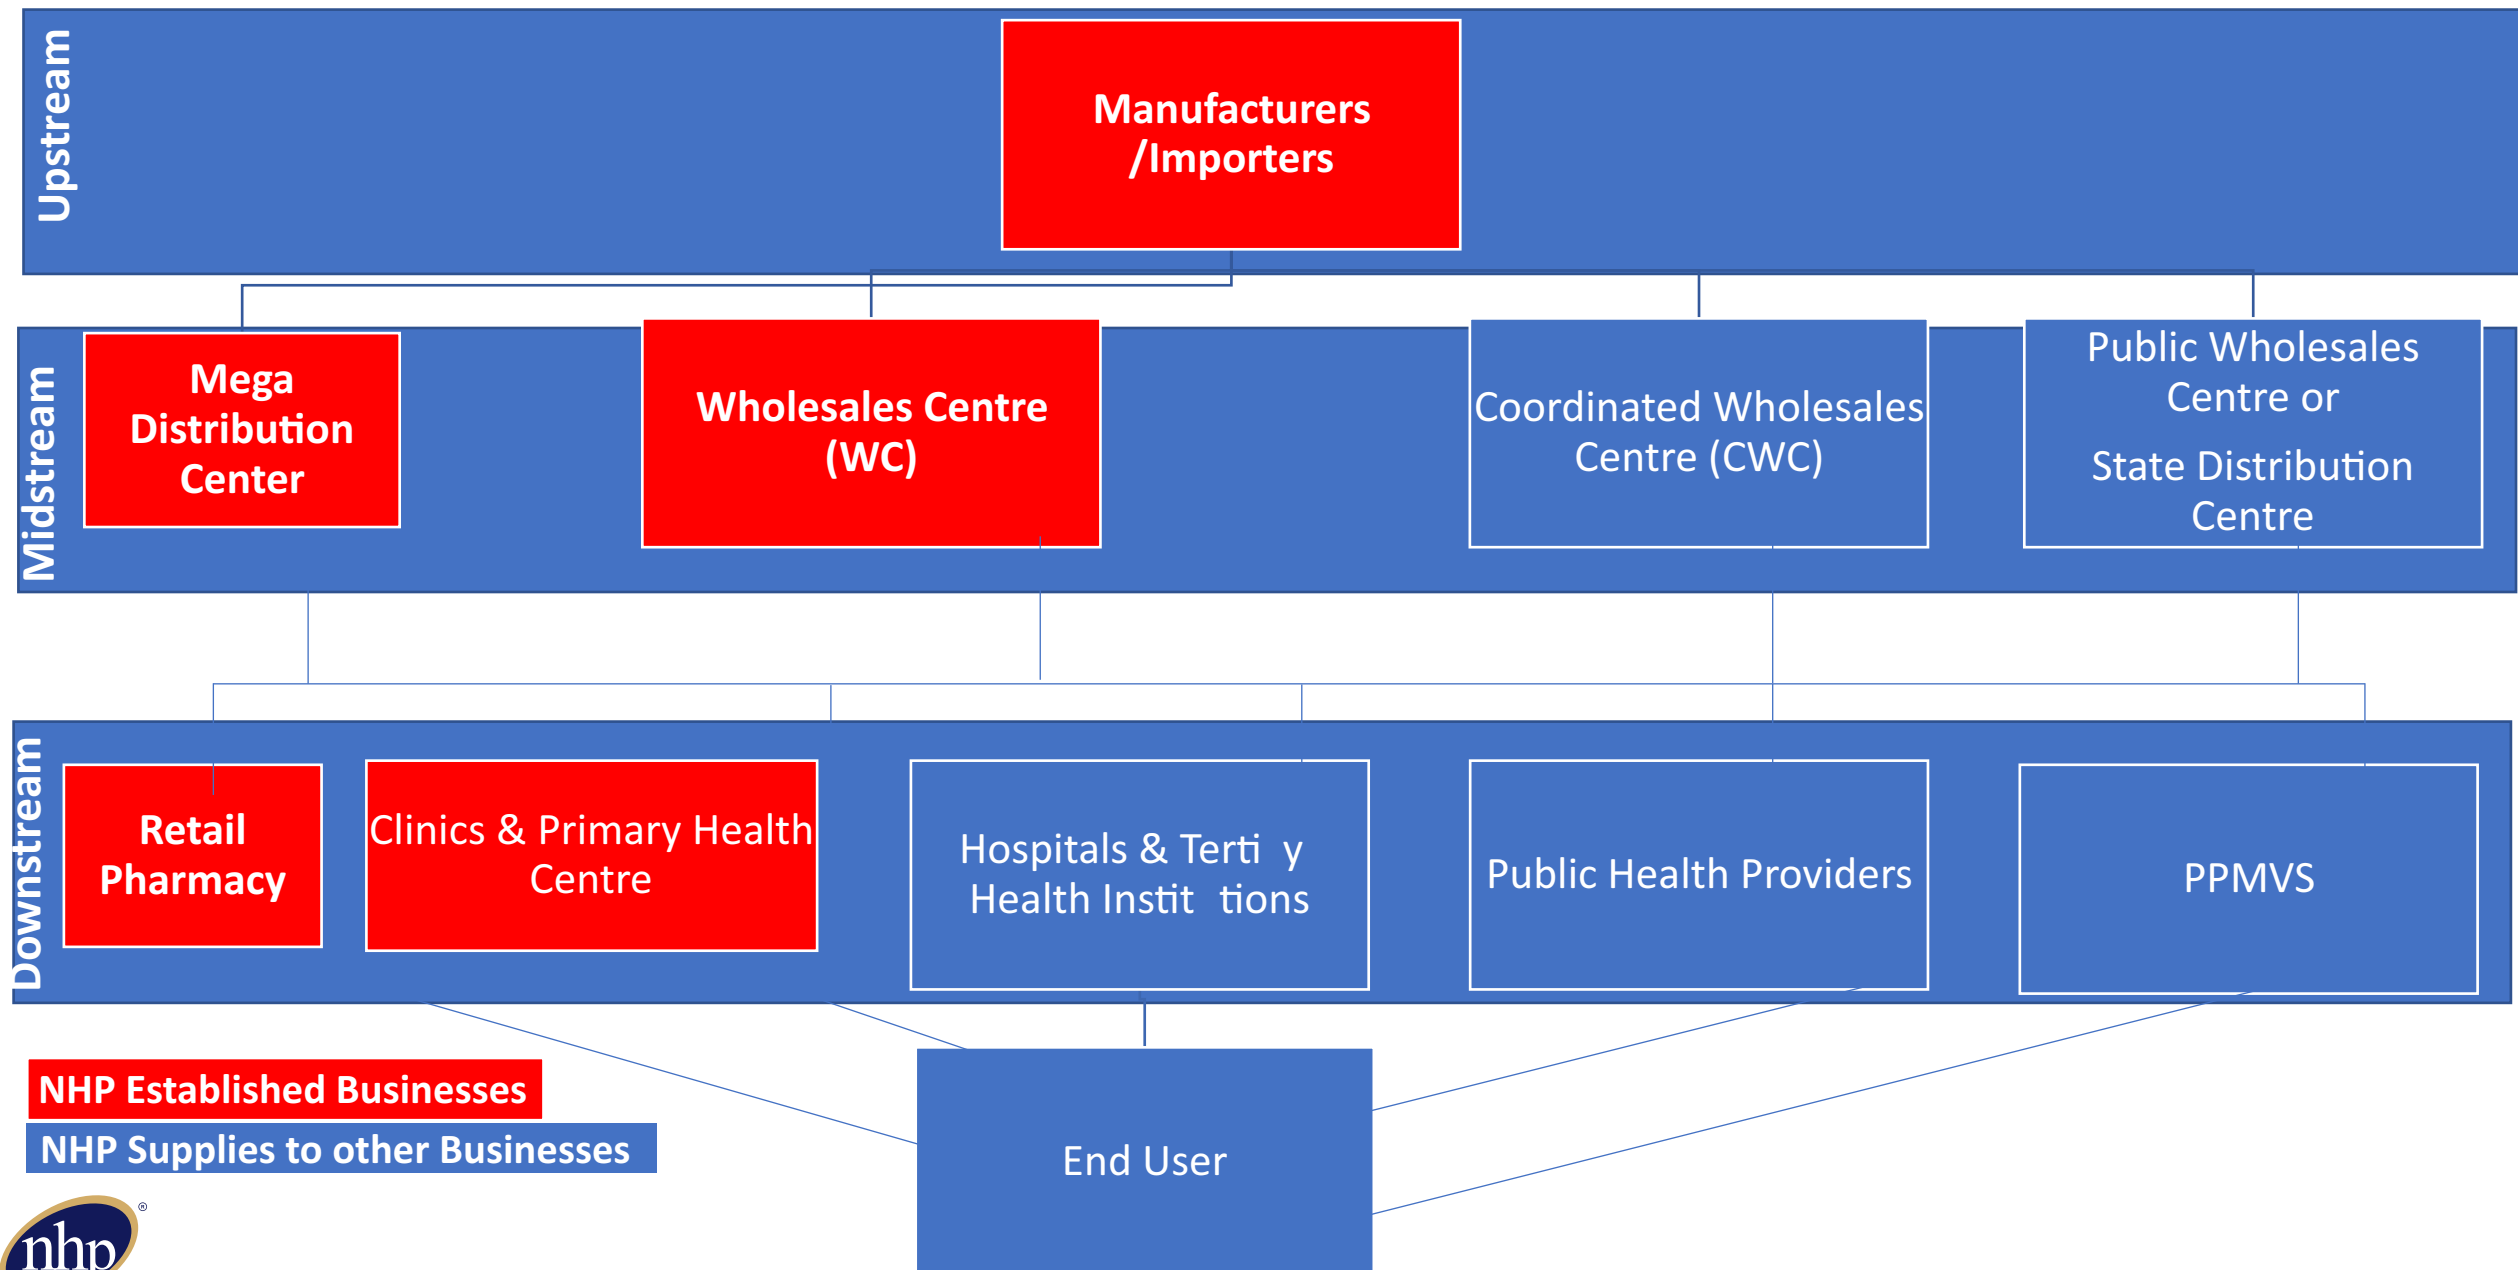 Upstream
Manufacturers
/Importers
Midstream
Mega
Distribution
Center
Wholesales Centre
(WC)
Coordinated Wholesales
Centre (CWC)
Public Wholesales
Centre or
State Distribution
Centre
Downstream
Retail
Pharmacy
Clinics & Primary Health
Centre
Hospitals & Terti y
Health Instit tions
Public Health Providers
PPMVS
NHP Established Businesses
NHP Supplies to other Businesses
End User
nhp
®